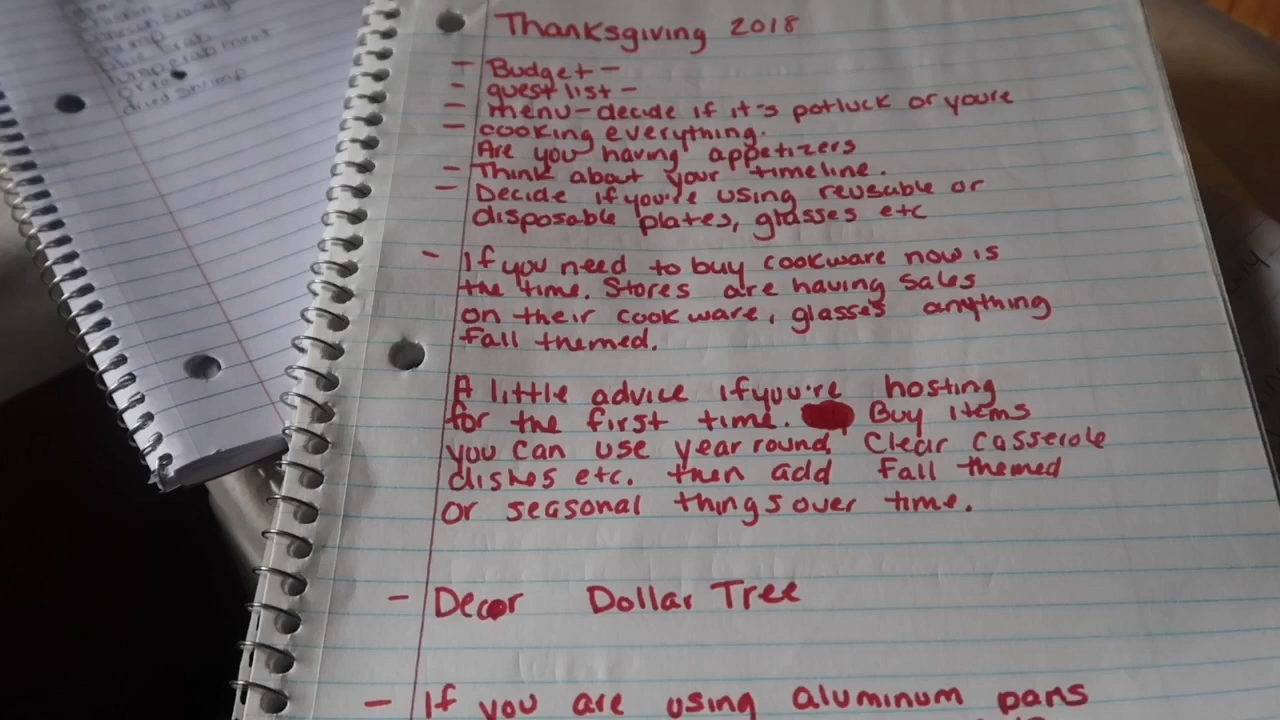 Thanksgiving 2018
- Budget -
- guest list -
- menu - decide if it's potluck or you're
- cooking everything.
Are you having appetizers
- Think about your timeline.
- Decide if you're using reusable or
disposable plates, glasses etc
- If you need to buy cookware now is
the time. Stores are having sales
on their cookware, glasses anything
fall themed.
A little advice if you're hosting
for the first time. Buy items
you can use year round, Clear casserole
dishes etc. then add Fall themed
or seasonal things over time.
- Decor Dollar Tree
- If you are using aluminum pans
crab
dried shrimp